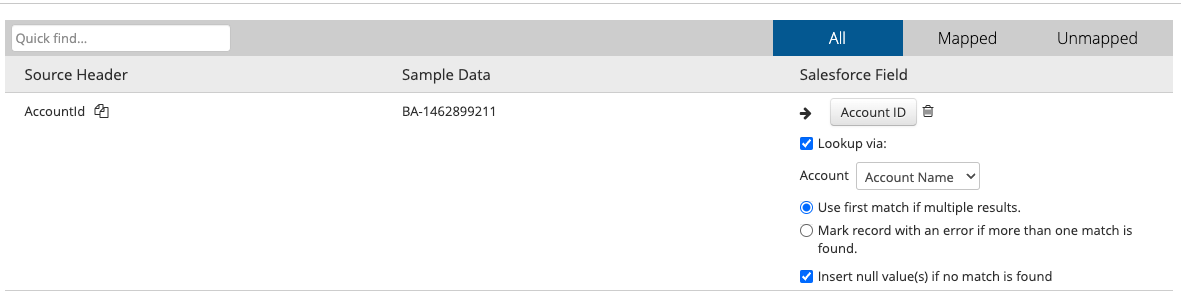 Quick find...
All
Mapped
Unmapped
Source Header
Sample Data
Salesforce Field
AccountId
BA-1462899211
Account ID
Lookup via:
Account
Account Name
Use first match if multiple results.
Mark record with an error if more than one match is
found.
Insert null value(s) if no match is found